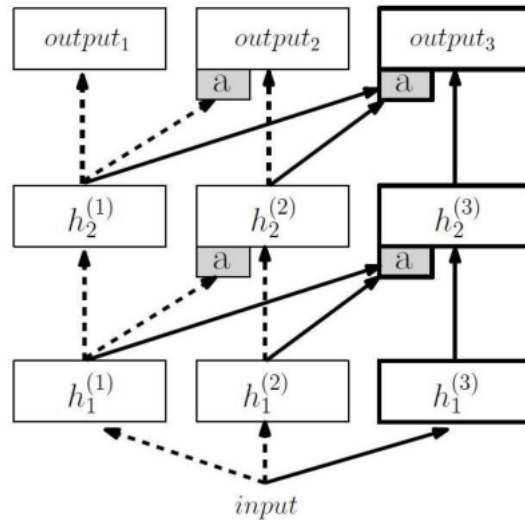 output₁ output₂ output₃
a a
h₂⁽¹⁾ h₂⁽²⁾ h₂⁽³⁾
a a
h₁⁽¹⁾ h₁⁽²⁾ h₁⁽³⁾
input